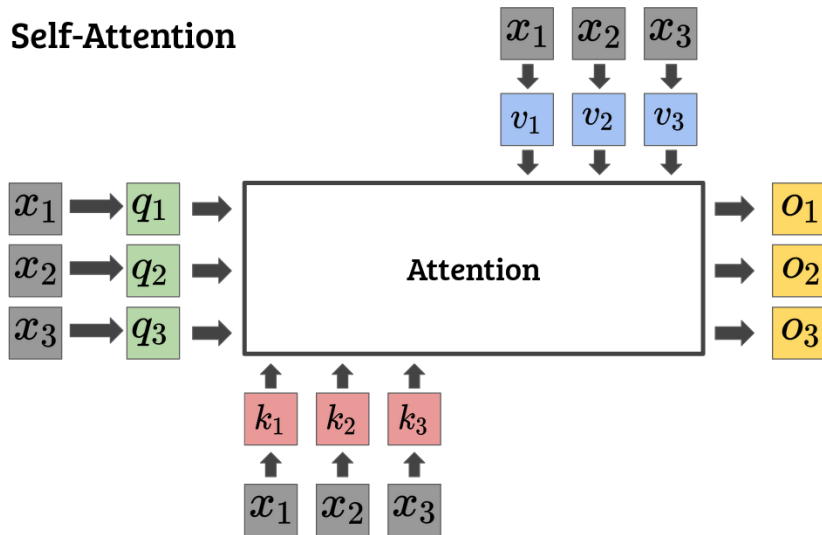 Self-Attention
x₁ x₂ x₃
v₁ v₂ v₃
x₁ q₁ o₁
x₂ q₂ Attention o₂
x₃ q₃ o₃
k₁ k₂ k₃
x₁ x₂ x₃